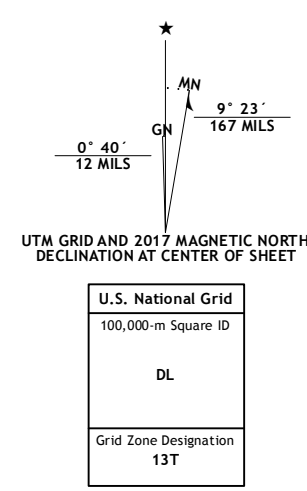 ★
MN
GN
9° 23´
167 MILS
0° 40´
12 MILS
UTM GRID AND 2017 MAGNETIC NORTH
DECLINATION AT CENTER OF SHEET
U.S. National Grid
100,000-m Square ID
DL
Grid Zone Designation
13T